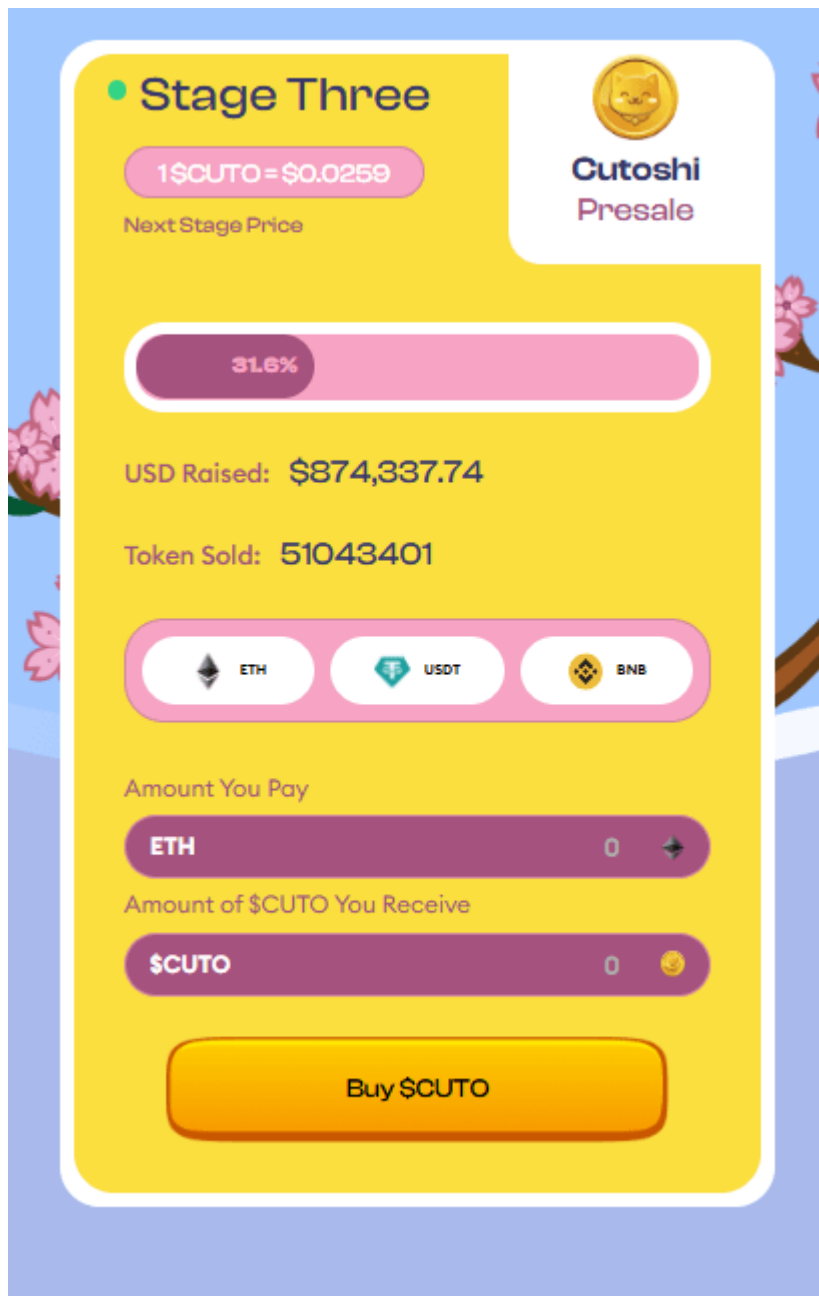 Stage Three
1 $CUTO = $0.0259
Next Stage Price
Cutoshi
Presale
31.6%
USD Raised: $874,337.74
Token Sold: 51043401
ETH USDT BNB
Amount You Pay
ETH 0
Amount of $CUTO You Receive
$CUTO 0
Buy $CUTO